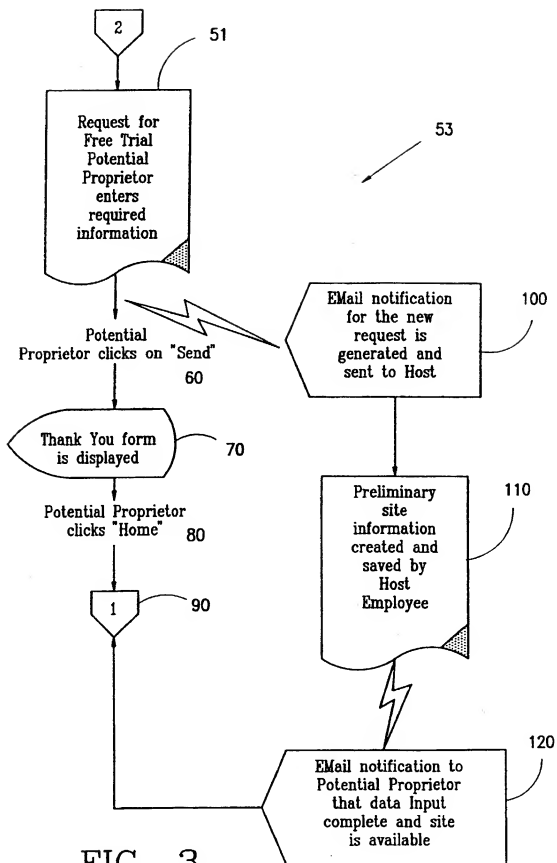 2
51
Request for
Free Trial
Potential
Proprietor
enters
required
information
53
EMail notification
for the new
request is
generated and
sent to Host
100
Potential
Proprietor clicks on "Send"
60
Thank You form
is displayed
70
Potential Proprietor
clicks "Home"
80
1
90
Preliminary
site
information
created and
saved by
Host
Employee
110
EMail notification to
Potential Proprietor
that data Input
complete and site
is available
120
FIG. 3